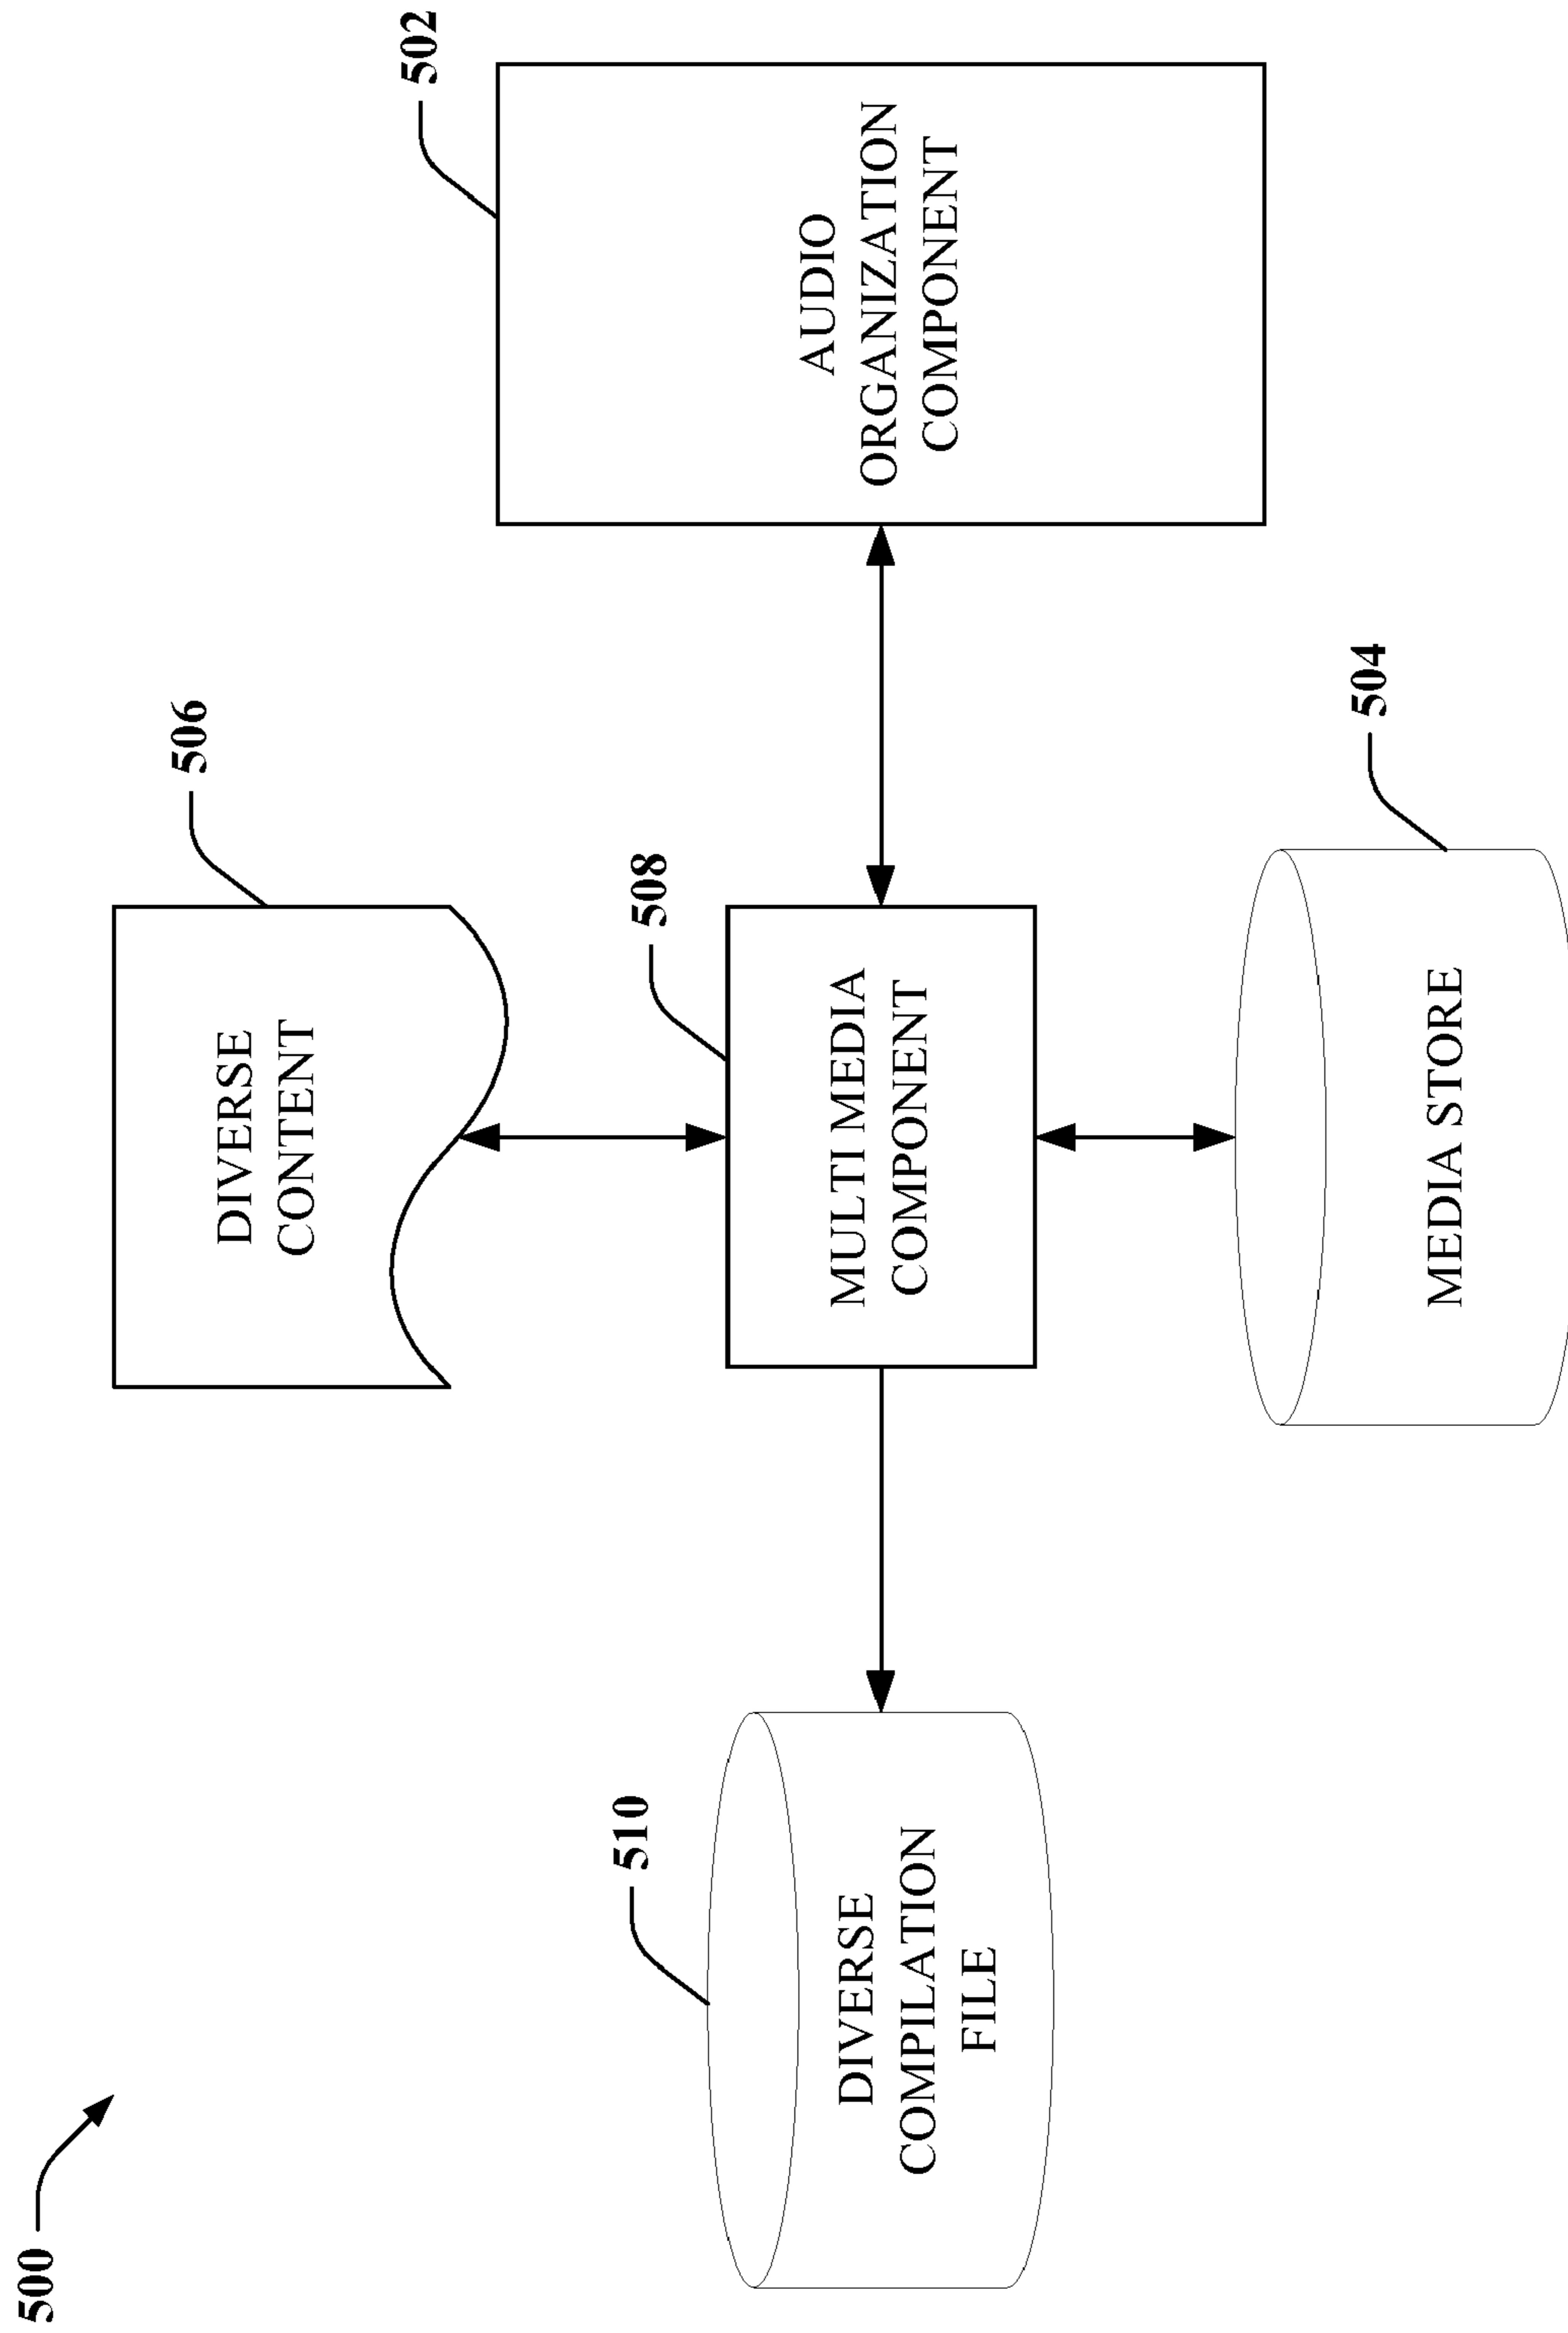 500
510
DIVERSE
COMPILATION
FILE
506
DIVERSE
CONTENT
508
MULTI MEDIA
COMPONENT
504
MEDIA STORE
502
AUDIO
ORGANIZATION
COMPONENT